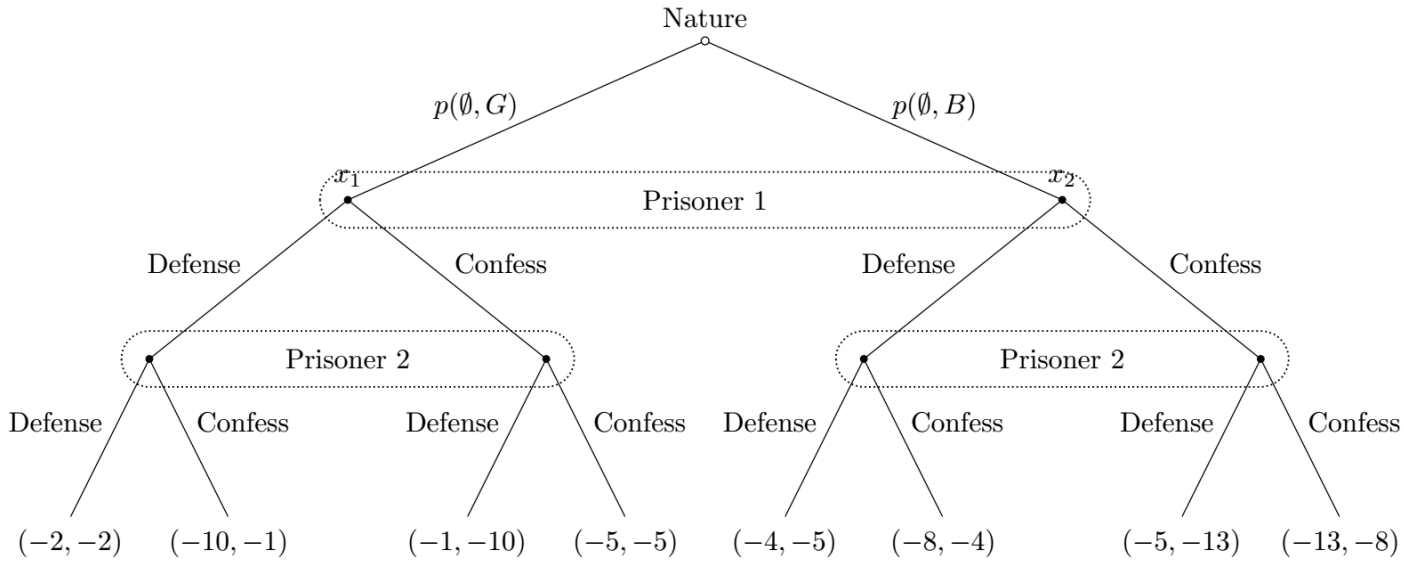 Nature
p(∅, G) p(∅, B)
x₁ Prisoner 1 x₂
Defense Confess Defense Confess
Prisoner 2 Prisoner 2
Defense Confess Defense Confess Defense Confess Defense Confess
(−2, −2) (−10, −1) (−1, −10) (−5, −5) (−4, −5) (−8, −4) (−5, −13) (−13, −8)